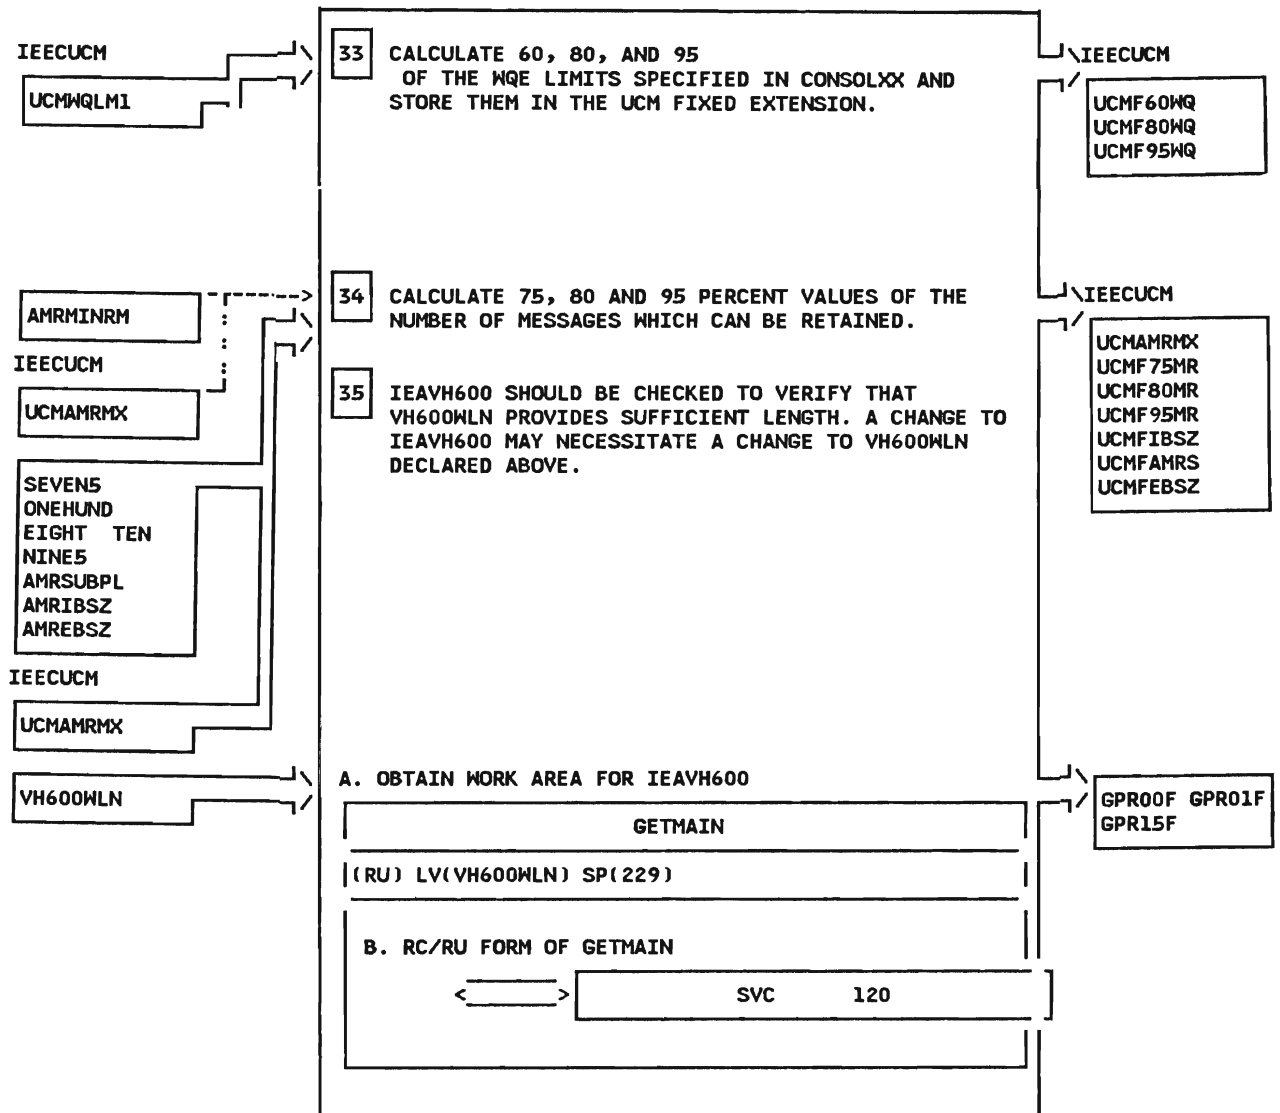 IEECUCM
UCMWQLM1
33 CALCULATE 60, 80, AND 95
OF THE WQE LIMITS SPECIFIED IN CONSOLXX AND
STORE THEM IN THE UCM FIXED EXTENSION.
IEECUCM
UCMF60WQ
UCMF80WQ
UCMF95WQ
AMRMINRM
IEECUCM
UCMAMRMX
SEVEN5
ONEHUND
EIGHT TEN
NINE5
AMRSUBPL
AMRIBSZ
AMREBSZ
IEECUCM
UCMAMRMX
34 CALCULATE 75, 80 AND 95 PERCENT VALUES OF THE
NUMBER OF MESSAGES WHICH CAN BE RETAINED.
35 IEAVH600 SHOULD BE CHECKED TO VERIFY THAT
VH600WLN PROVIDES SUFFICIENT LENGTH. A CHANGE TO
IEAVH600 MAY NECESSITATE A CHANGE TO VH600WLN
DECLARED ABOVE.
IEECUCM
UCMAMRMX
UCMF75MR
UCMF80MR
UCMF95MR
UCMFIBSZ
UCMFAMRS
UCMFEBSZ
VH600WLN
A. OBTAIN WORK AREA FOR IEAVH600
GETMAIN
(RU) LV(VH600WLN) SP(229)
B. RC/RU FORM OF GETMAIN
SVC 120
GPR00F GPR01F
GPR15F